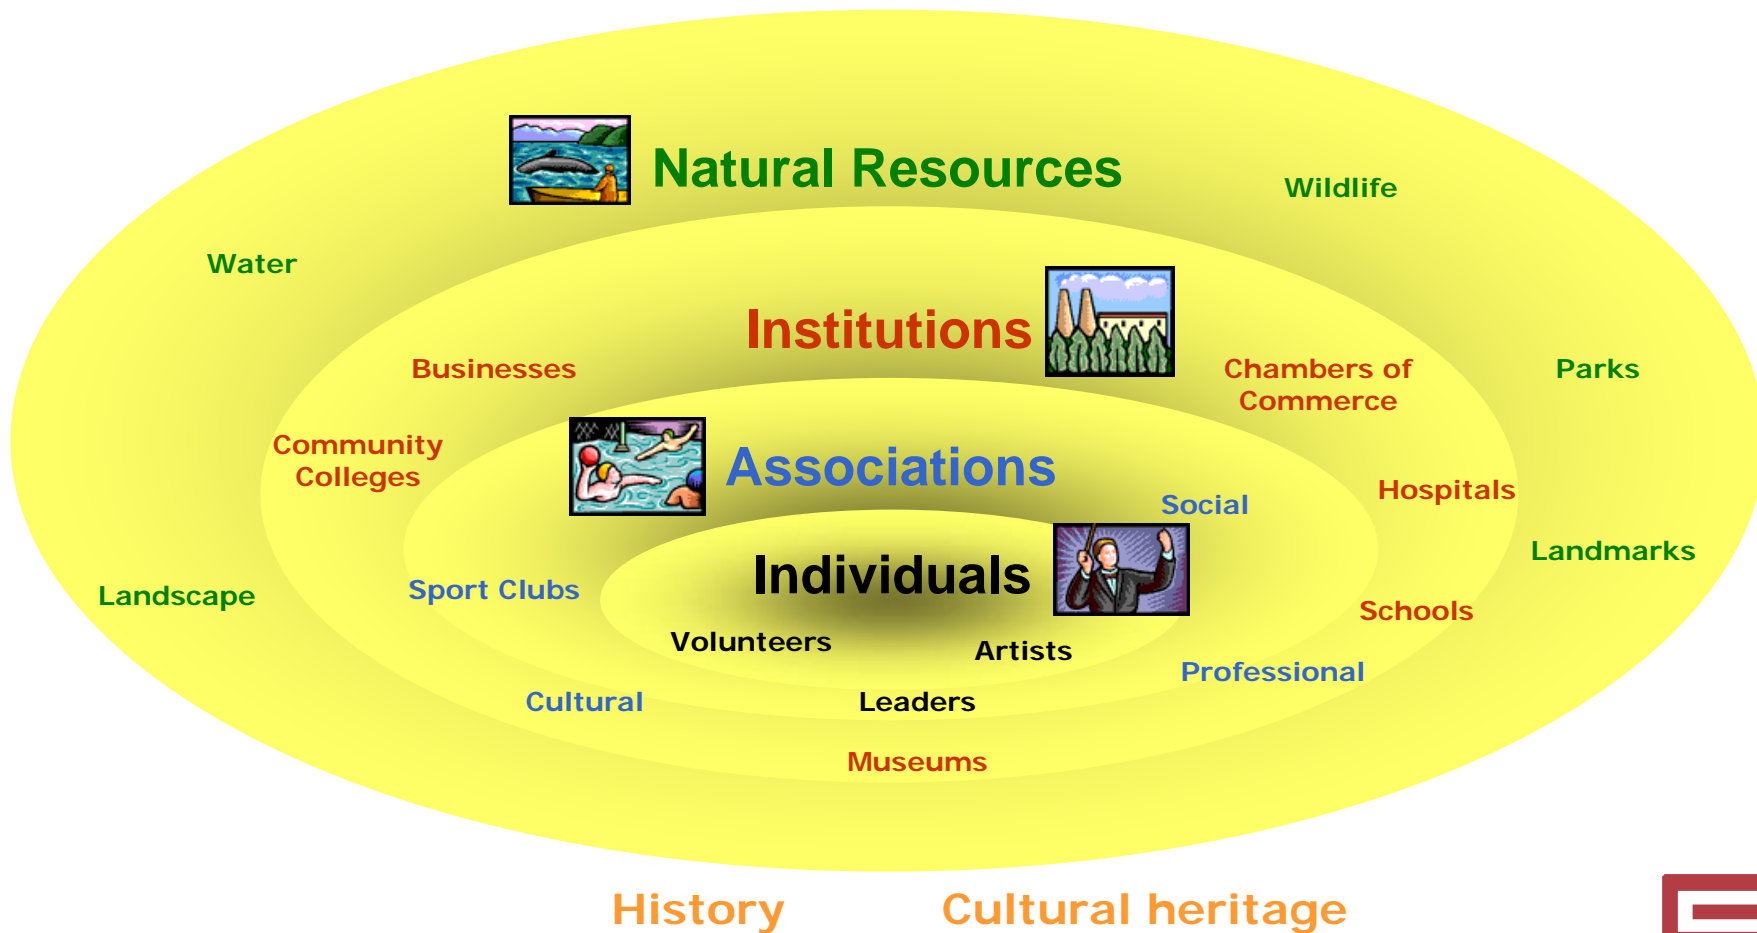 Natural Resources
Wildlife
Water
Institutions
Businesses
Chambers of
Commerce
Parks
Community
Colleges
Associations
Hospitals
Social
Landmarks
Individuals
Sport Clubs
Landscape
Schools
Volunteers
Artists
Professional
Cultural
Leaders
Museums
History
Cultural heritage